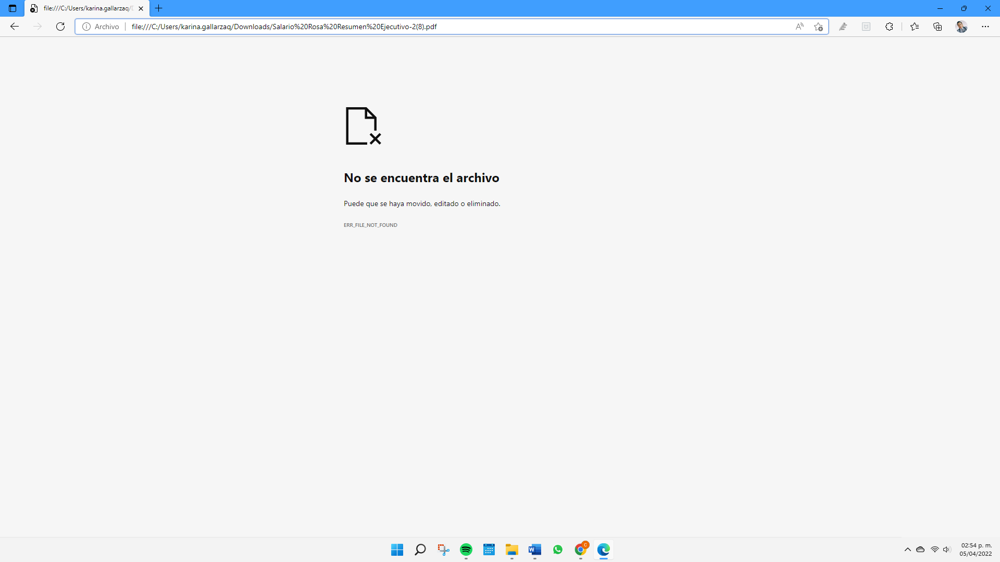 file:///C:/Users/karina.gallarzaq/D
Archivo
file:///C:/Users/karina.gallarzaq/Downloads/Salario%20Rosa%20Resumen%20Ejecutivo-2(8).pdf
No se encuentra el archivo
Puede que se haya movido, editado o eliminado.
ERR_FILE_NOT_FOUND
C
02:54 p. m.
05/04/2022